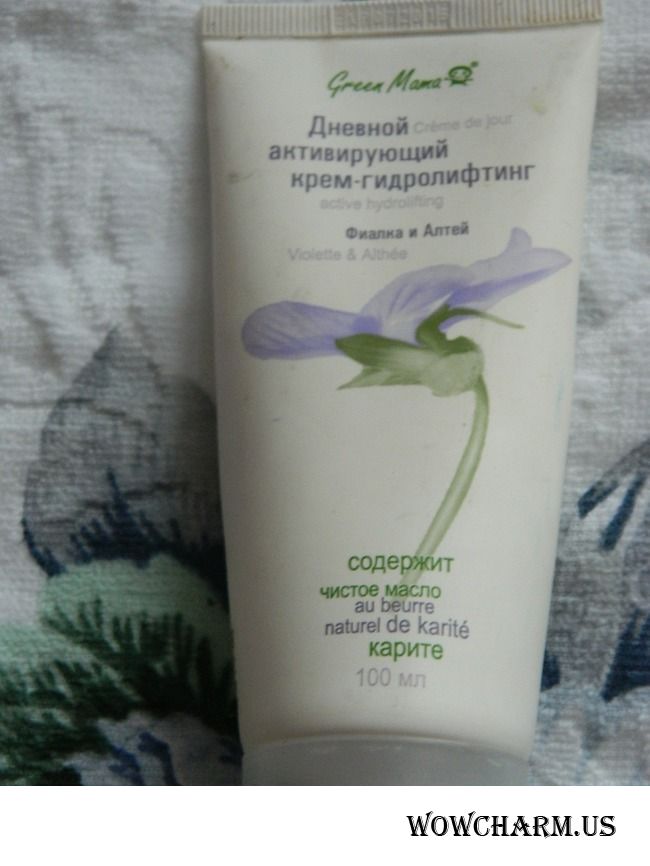 Green Mama
Дневной Crème de jour
активирующий
крем-гидролифтинг
active hydrolifting
Фиалка и Алтей
Violette & Althée
содержит
чистое масло
au beurre
naturel de karité
карите
100 мл
WOWCHARM.US